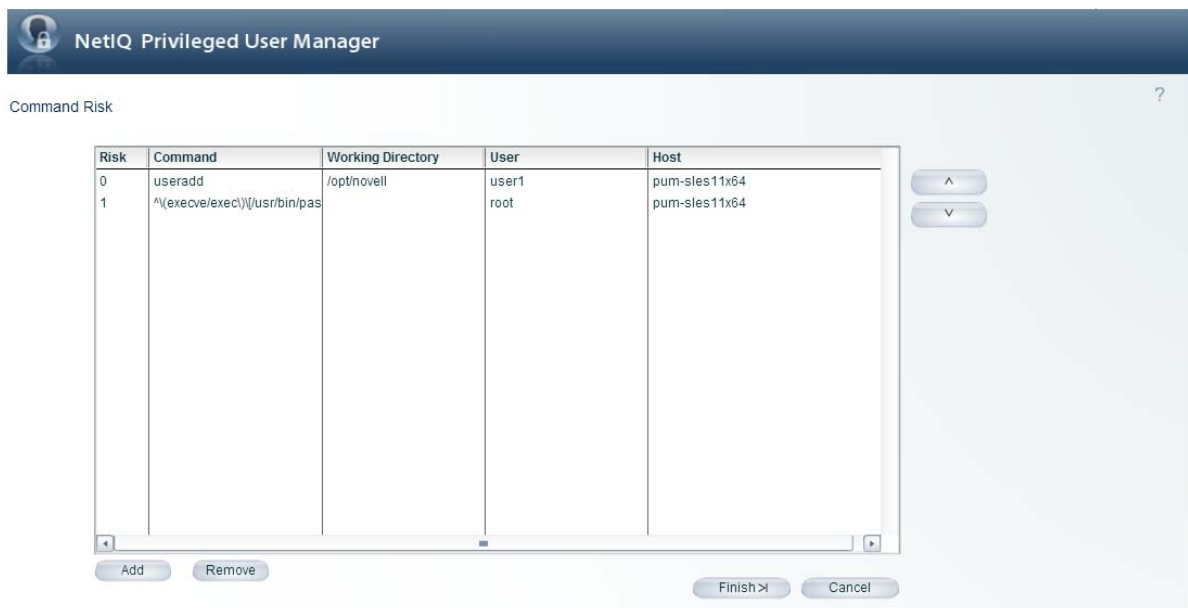 NetIQ Privileged User Manager
?
Command Risk
Risk Command Working Directory User Host
0 useradd /opt/novell user1 pum-sles11x64
1 ^\(execve/exec\)\[/usr/bin/pas root pum-sles11x64
Add Remove
Finish Cancel